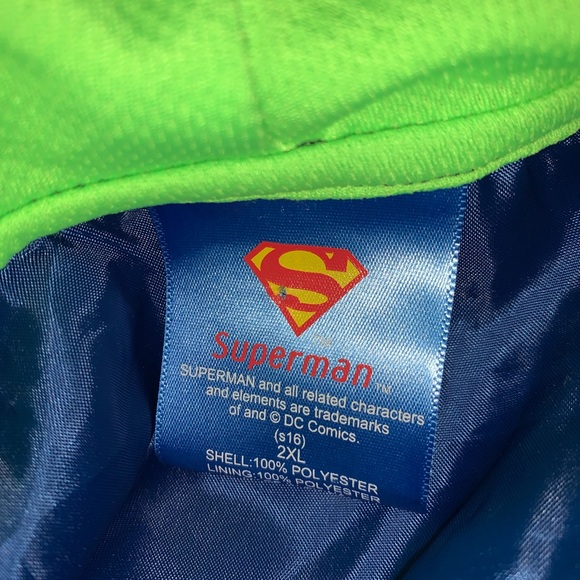 S
Superman™
SUPERMAN and all related characters
and elements are trademarks
of and © DC Comics.
(s16)
2XL
SHELL:100% POLYESTER
LINING:100% POLYESTER